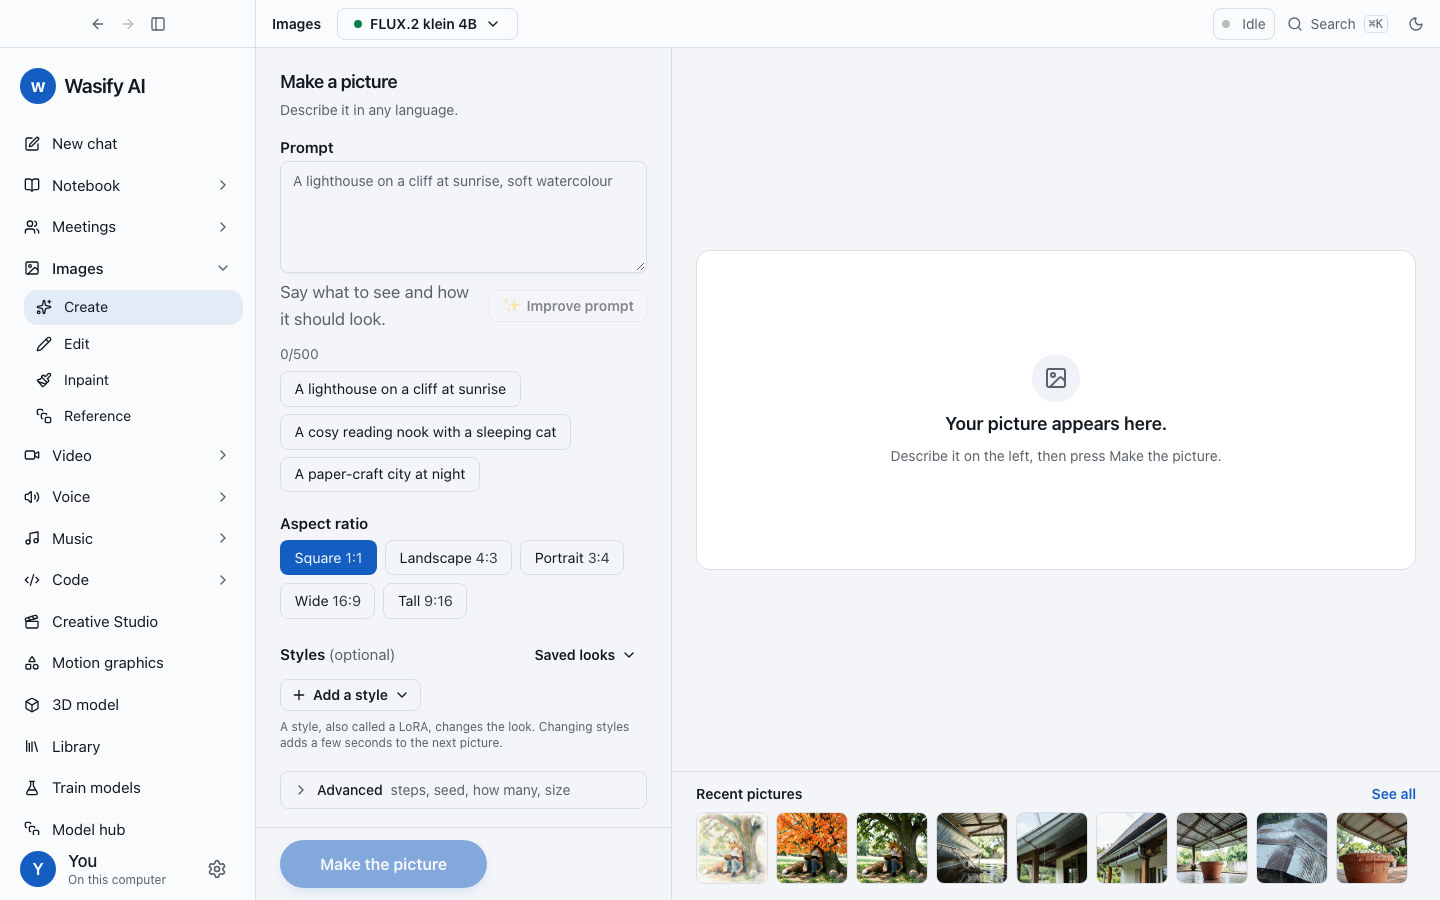 Images
FLUX.2 klein 4B
Idle
Search
⌘K
W
Wasify AI
New chat
Notebook
Meetings
Images
Create
Edit
Inpaint
Reference
Video
Voice
Music
Code
Creative Studio
Motion graphics
3D model
Library
Train models
Model hub
Y
You
On this computer
Make a picture
Describe it in any language.
Prompt
A lighthouse on a cliff at sunrise, soft watercolour
Say what to see and how
it should look.
✨ Improve prompt
0/500
A lighthouse on a cliff at sunrise
A cosy reading nook with a sleeping cat
A paper-craft city at night
Aspect ratio
Square 1:1
Landscape 4:3
Portrait 3:4
Wide 16:9
Tall 9:16
Styles (optional)
Saved looks
Add a style
A style, also called a LoRA, changes the look. Changing styles
adds a few seconds to the next picture.
Advanced steps, seed, how many, size
Make the picture
Your picture appears here.
Describe it on the left, then press Make the picture.
Recent pictures
See all